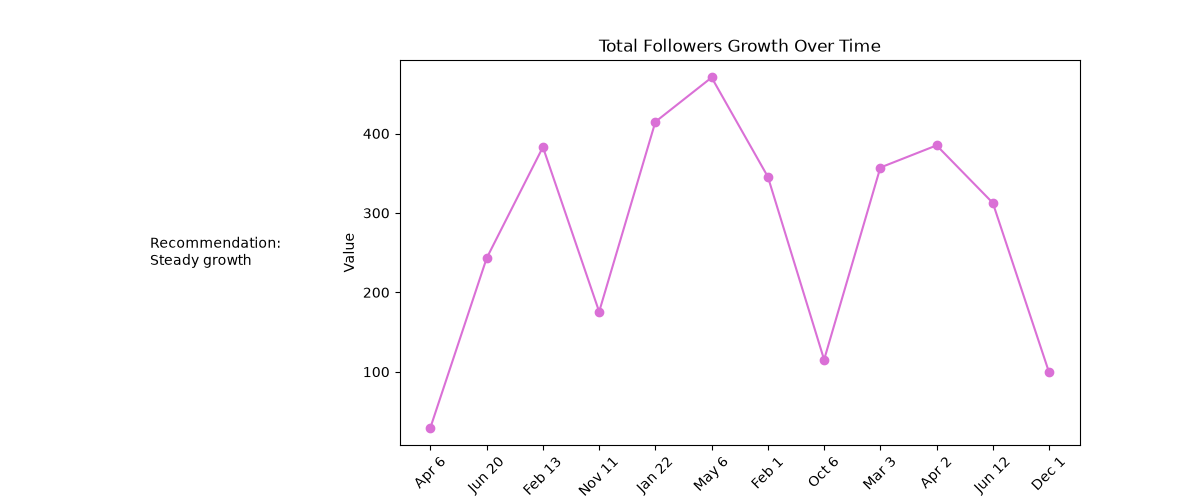 Total Followers Growth Over Time
Recommendation:
Steady growth
Value
400
300
200
100
Apr 6
Jun 20
Feb 13
Nov 11
Jan 22
May 6
Feb 1
Oct 6
Mar 3
Apr 2
Jun 12
Dec 1